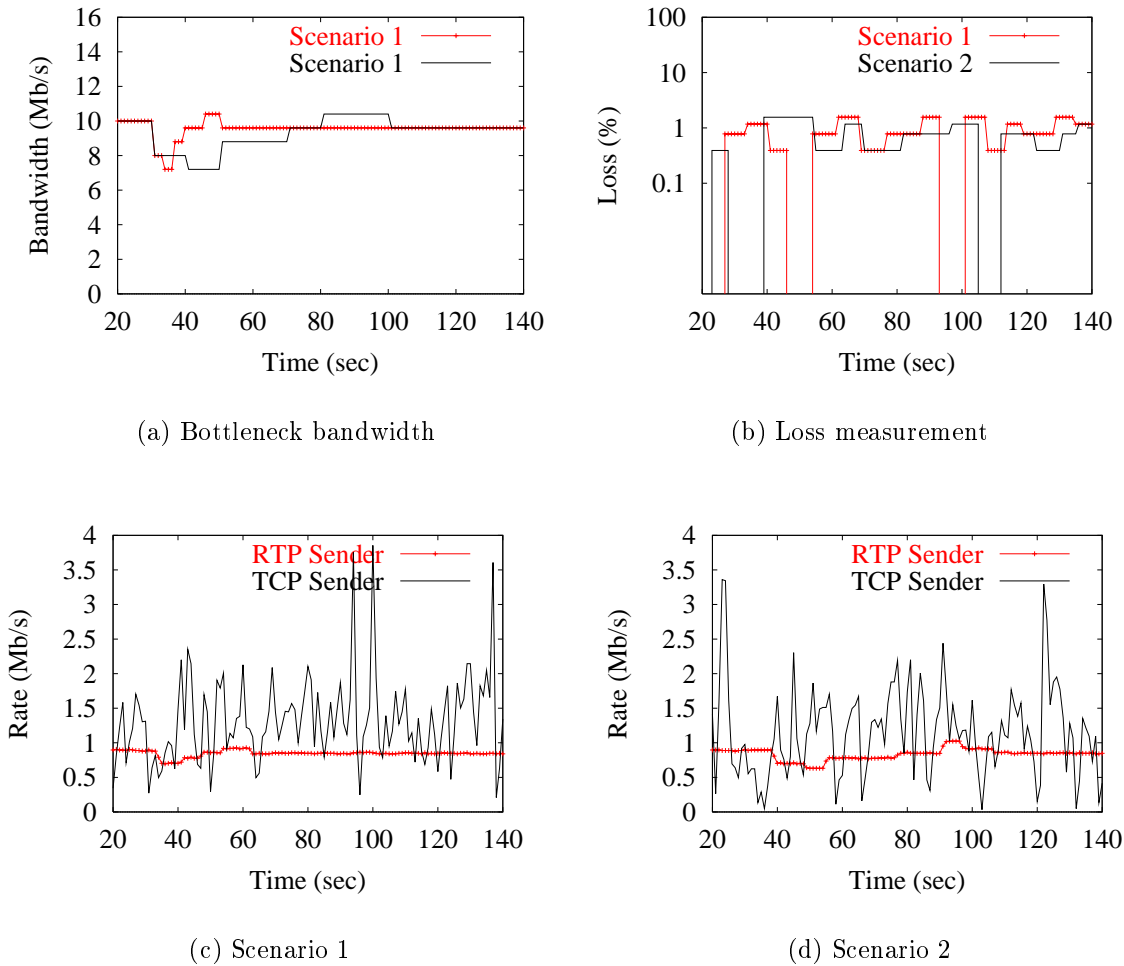 16
14
12
10
8
6
4
2
0
Bandwidth (Mb/s)
Scenario 1
Scenario 1
20 40 60 80 100 120 140
Time (sec)
(a) Bottleneck bandwidth
100
10
1
0.1
Loss (%)
Scenario 1
Scenario 2
20 40 60 80 100 120 140
Time (sec)
(b) Loss measurement
4
3.5
3
2.5
2
1.5
1
0.5
0
Rate (Mb/s)
RTP Sender
TCP Sender
20 40 60 80 100 120 140
Time (sec)
(c) Scenario 1
4
3.5
3
2.5
2
1.5
1
0.5
0
Rate (Mb/s)
RTP Sender
TCP Sender
20 40 60 80 100 120 140
Time (sec)
(d) Scenario 2